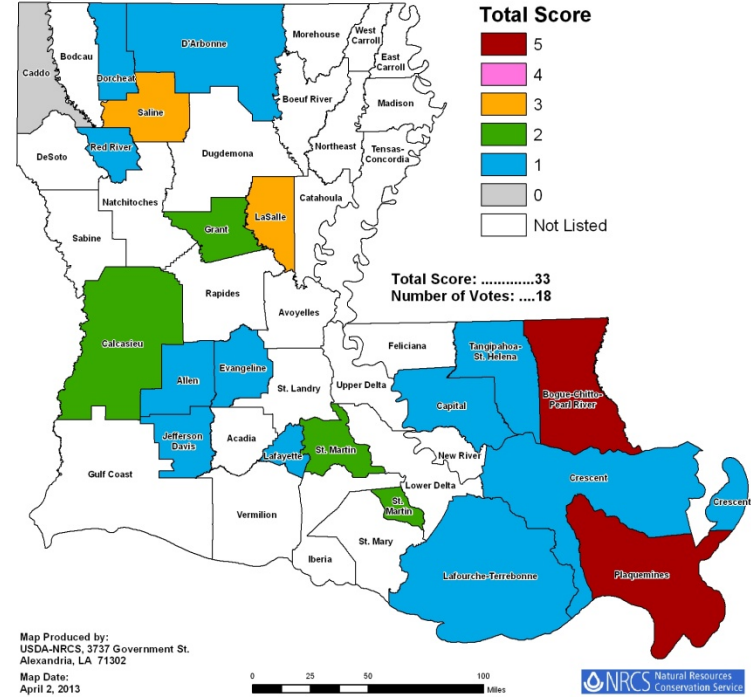 Total Score
5
4
3
2
1
0
Not Listed
Total Score: .............33
Number of Votes: ....18
Caddo
Bodcau
Dorcheat
D'Arbonne
Morehouse
West
Carroll
East
Carroll
Saline
Boeuf River
Madison
Red River
DeSoto
Dugdemona
Northeast
Tensas-
Concordia
Natchitoches
LaSalle
Catahoula
Sabine
Grant
Rapides
Avoyelles
Calcasieu
Allen
Evangeline
St. Landry
Feliciana
Tangipahoa-
St. Helena
Bogue-Chitto-
Pearl River
Upper Delta
Capital
Jefferson
Davis
Acadia
Lafayette
St. Martin
New River
Gulf Coast
Crescent
Crescent
Vermilion
Lower Delta
St.
Martin
St. Mary
Iberia
Lafourche-Terrebonne
Plaquemines
Map Produced by:
USDA-NRCS, 3737 Government St.
Alexandria, LA 71302
Map Date:
April 2, 2013
0 25 50 100
Miles
NRCS Natural Resources
Conservation Service